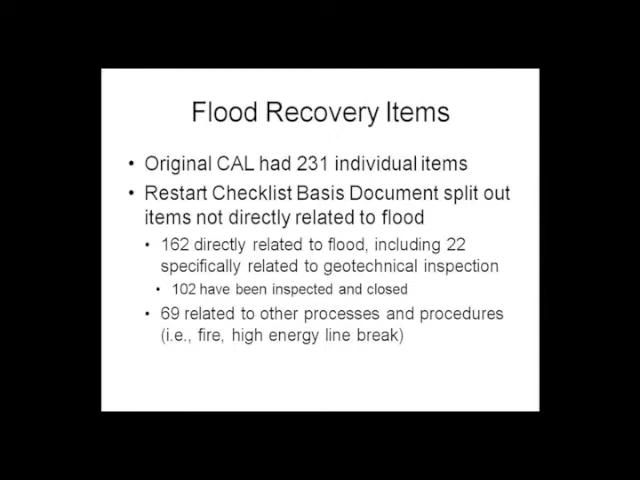 Flood Recovery Items
• Original CAL had 231 individual items
• Restart Checklist Basis Document split out
items not directly related to flood
• 162 directly related to flood, including 22
specifically related to geotechnical inspection
• 102 have been inspected and closed
• 69 related to other processes and procedures
(i.e., fire, high energy line break)